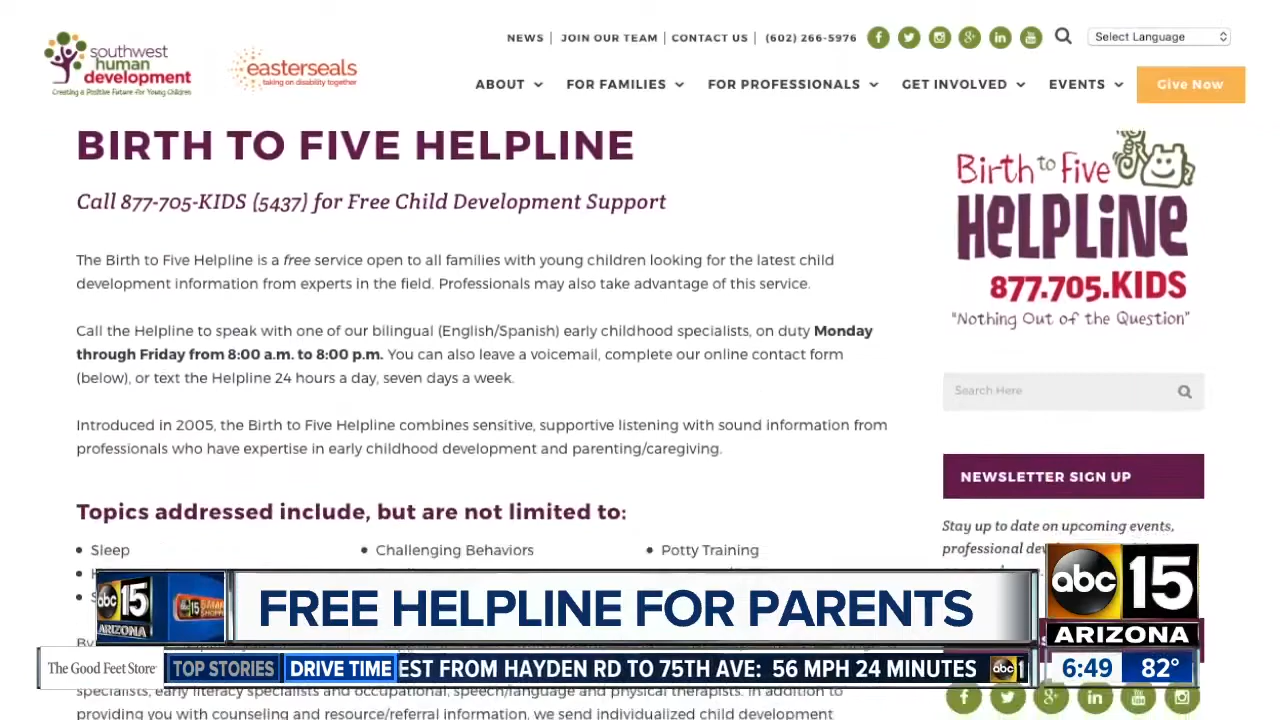 southwest
human
development
Creating a Positive Future for Young Children
easterseals
taking on disability together
NEWS | JOIN OUR TEAM | CONTACT US | (602) 266-5976
Select Language
ABOUT FOR FAMILIES FOR PROFESSIONALS GET INVOLVED EVENTS Give Now
BIRTH TO FIVE HELPLINE
Call 877-705-KIDS (5437) for Free Child Development Support
The Birth to Five Helpline is a free service open to all families with young children looking for the latest child
development information from experts in the field. Professionals may also take advantage of this service.
Call the Helpline to speak with one of our bilingual (English/Spanish) early childhood specialists, on duty Monday
through Friday from 8:00 a.m. to 8:00 p.m. You can also leave a voicemail, complete our online contact form
(below), or text the Helpline 24 hours a day, seven days a week.
Introduced in 2005, the Birth to Five Helpline combines sensitive, supportive listening with sound information from
professionals who have expertise in early childhood development and parenting/caregiving.
Topics addressed include, but are not limited to:
• Sleep • Challenging Behaviors • Potty Training
Birth to Five
HELPLINE
877.705.KIDS
"Nothing Out of the Question"
Search Here
NEWSLETTER SIGN UP
Stay up to date on upcoming events,
professional
abc 15
ARIZONA
FREE HELPLINE FOR PARENTS
abc 15
ARIZONA
The Good Feet Store
TOP STORIES DRIVE TIME EST FROM HAYDEN RD TO 75TH AVE: 56 MPH 24 MINUTES abc 1
6:49 82°
specialists, early literacy specialists and occupational, speech/language and physical therapists. In addition to
providing you with counseling and resource/referral information, we send individualized child development